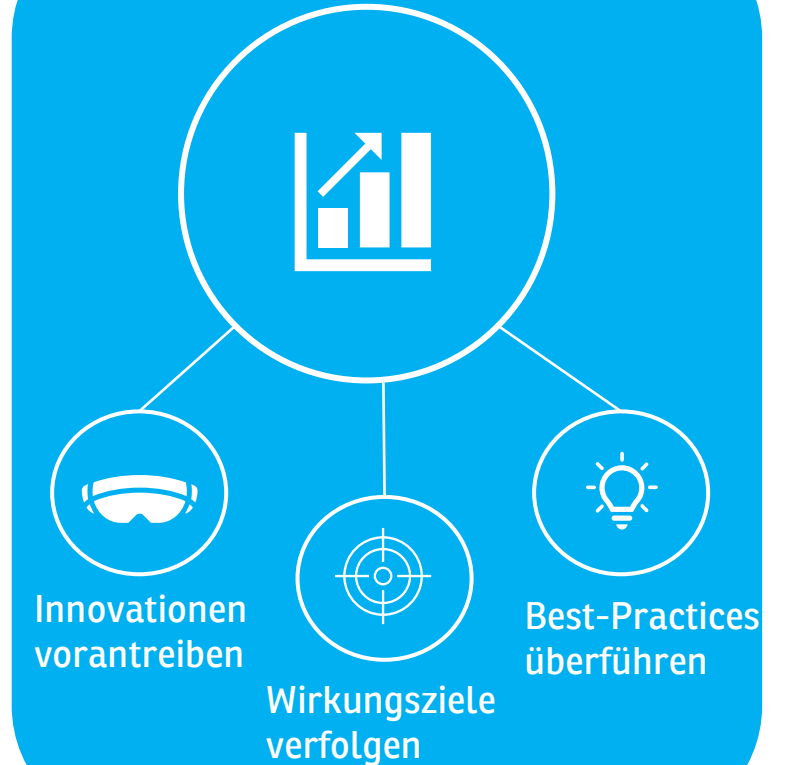 Innovationen
vorantreiben
Wirkungsziele
verfolgen
Best-Practices
überführen